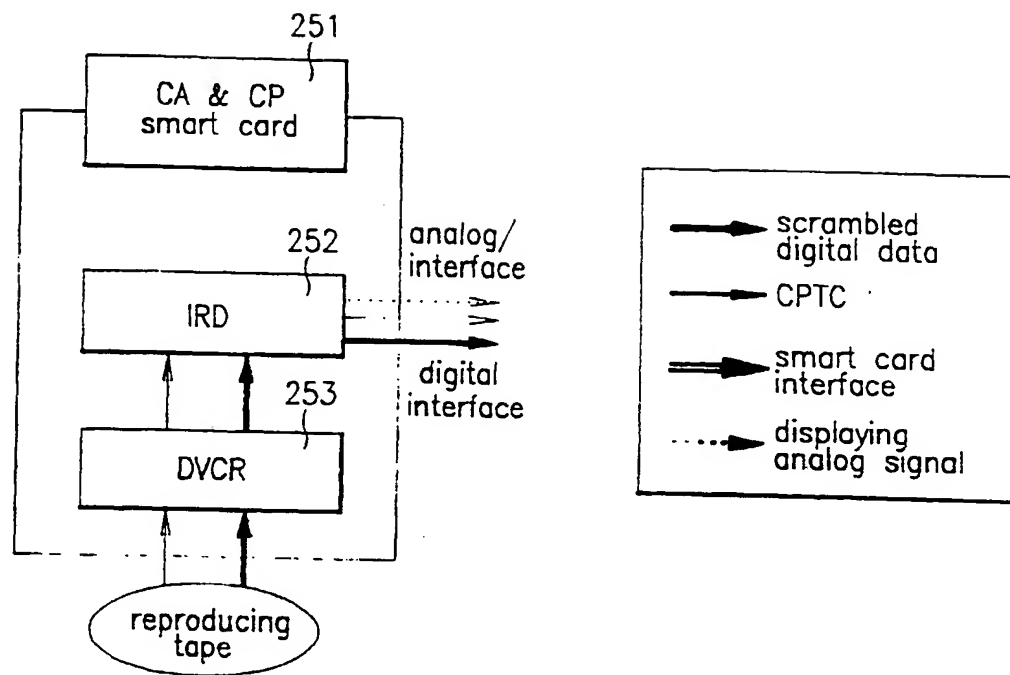 251
CA & CP
smart card
252
IRD
analog/
interface
digital
interface
253
DVCR
reproducing
tape
scrambled
digital data
CPTC
smart card
interface
displaying
analog signal